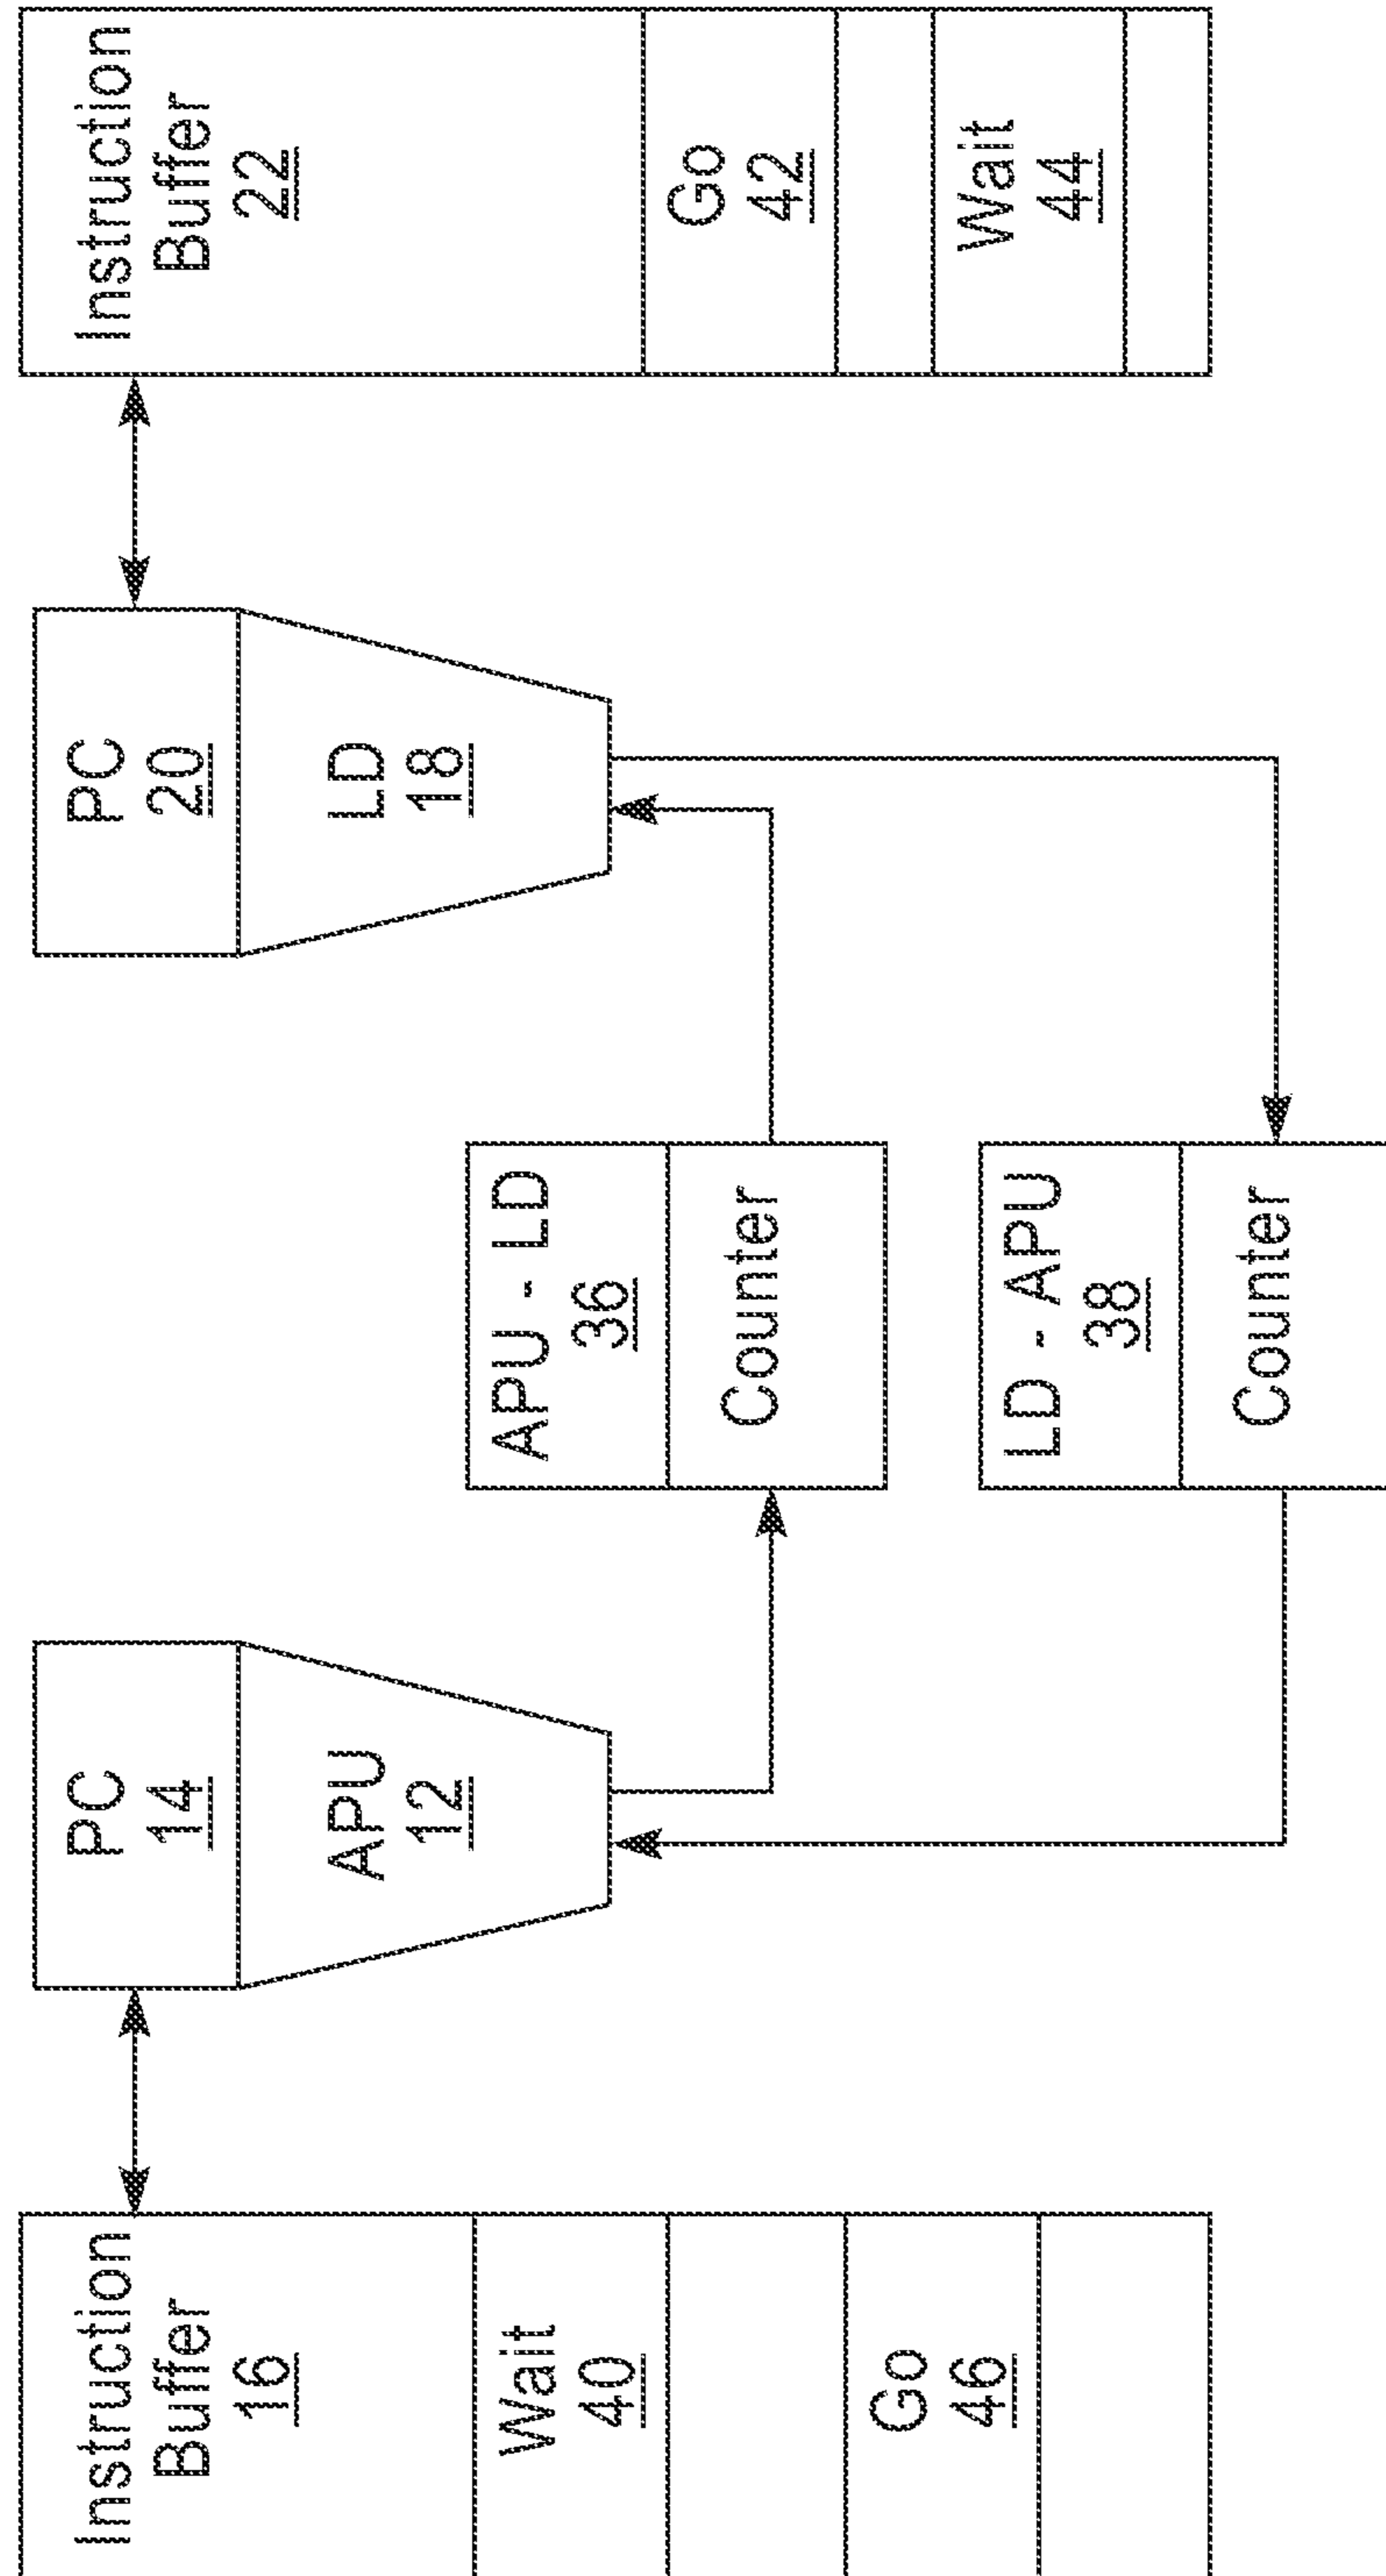 Instruction
Buffer
16
Wait
40
Go
46
PC
14
APU
12
APU - LD
36
Counter
LD - APU
38
Counter
PC
20
LD
18
Instruction
Buffer
22
Go
42
Wait
44